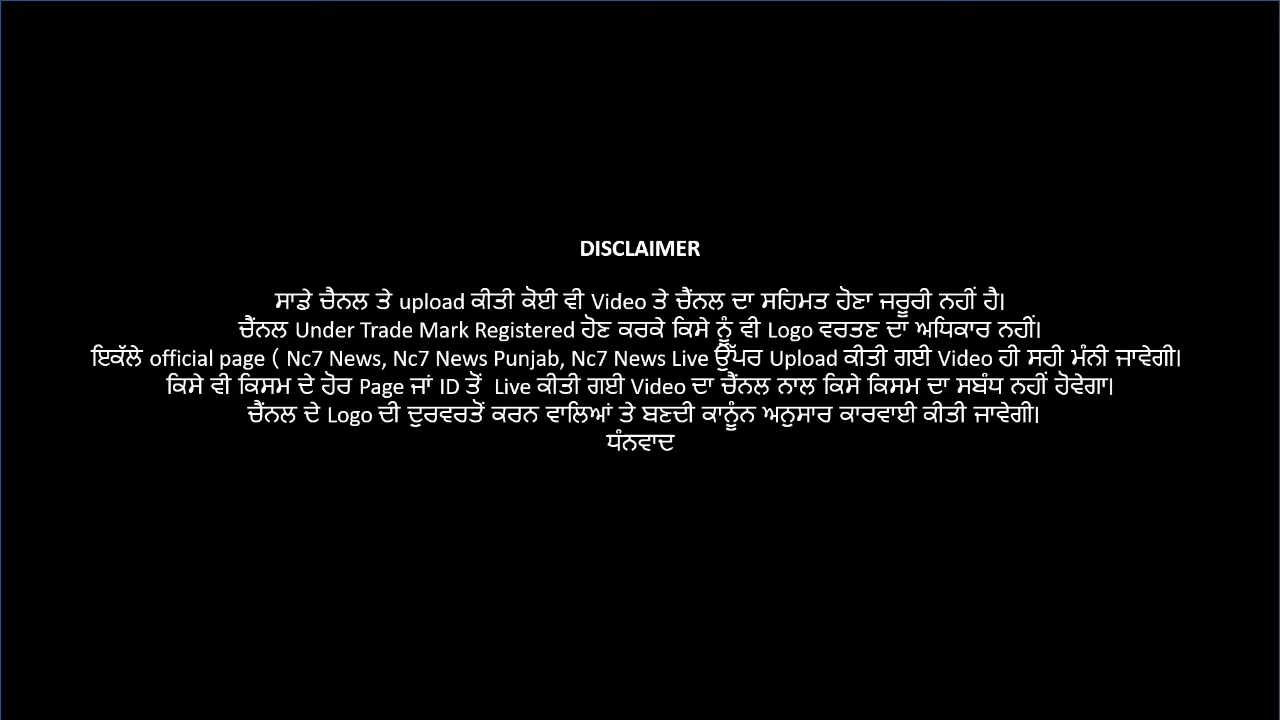 DISCLAIMER
ਸਾਡੇ ਚੈਨਲ ਤੇ upload ਕੀਤੀ ਕੋਈ ਵੀ Video ਤੇ ਚੈਂਨਲ ਦਾ ਸਹਿਮਤ ਹੋਣਾ ਜਰੂਰੀ ਨਹੀਂ ਹੈ।
ਚੈਂਨਲ Under Trade Mark Registered ਹੋਣ ਕਰਕੇ ਕਿਸੇ ਨੂੰ ਵੀ Logo ਵਰਤਣ ਦਾ ਅਧਿਕਾਰ ਨਹੀਂ।
ਇਕੱਲੇ official page ( Nc7 News, Nc7 News Punjab, Nc7 News Live ਉੱਪਰ Upload ਕੀਤੀ ਗਈ Video ਹੀ ਸਹੀ ਮੰਨੀ ਜਾਵੇਗੀ।
ਕਿਸੇ ਵੀ ਕਿਸਮ ਦੇ ਹੋਰ Page ਜਾਂ ID ਤੋਂ Live ਕੀਤੀ ਗਈ Video ਦਾ ਚੈਂਨਲ ਨਾਲ ਕਿਸੇ ਕਿਸਮ ਦਾ ਸਬੰਧ ਨਹੀਂ ਹੋਵੇਗਾ।
ਚੈਂਨਲ ਦੇ Logo ਦੀ ਦੁਰਵਰਤੋਂ ਕਰਨ ਵਾਲਿਆਂ ਤੇ ਬਣਦੀ ਕਾਨੂੰਨ ਅਨੁਸਾਰ ਕਾਰਵਾਈ ਕੀਤੀ ਜਾਵੇਗੀ।
ਧੰਨਵਾਦ